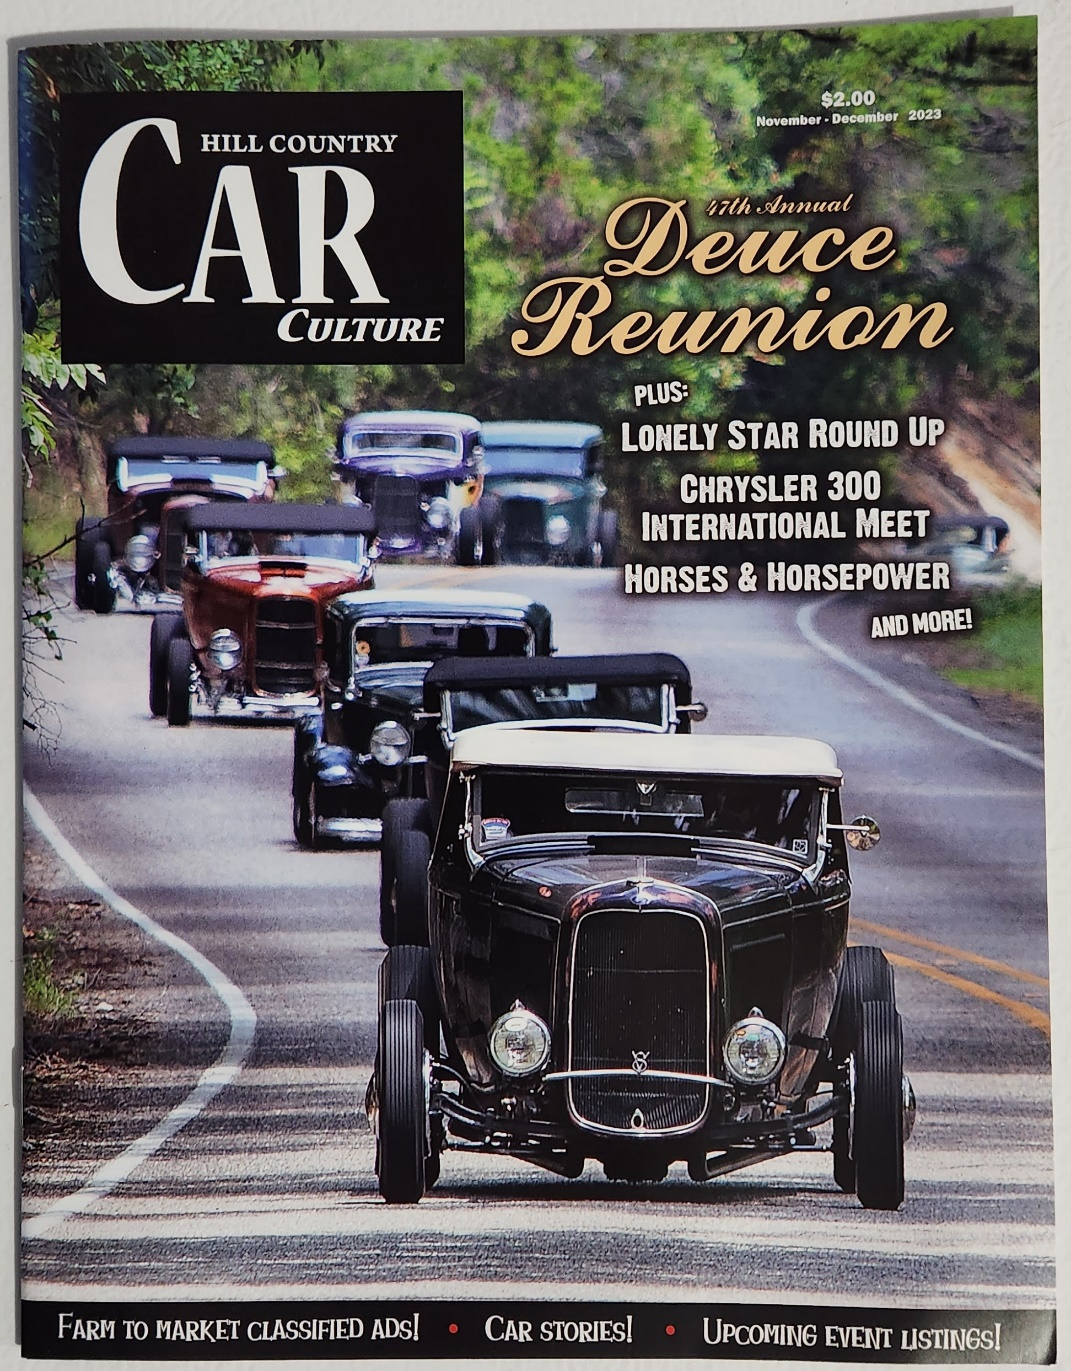 HILL COUNTRY
CAR
CULTURE
$2.00
November - December 2023
47th Annual
Deuce
Reunion
PLUS:
LONELY STAR ROUND UP
CHRYSLER 300
INTERNATIONAL MEET
HORSES & HORSEPOWER
AND MORE!
FARM TO MARKET CLASSIFIED ADS! • CAR STORIES! • UPCOMING EVENT LISTINGS!